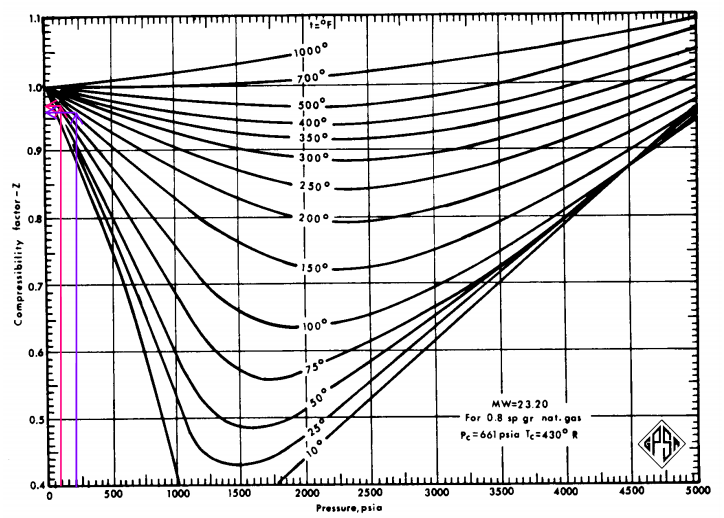 1.1
t=°F
1000°
700°
1.0
500°
400°
350°
0.9
300°
250°
0.8
200°
150°
0.7
100°
0.6
75°
50°
0.5
25°
10°
0.4
Compressibility factor-Z
MW=23.20
For 0.8 sp gr nat. gas
Pc=661 psia Tc=430° R
GPSA
0 500 1000 1500 2000 2500 3000 3500 4000 4500 5000
Pressure, psia